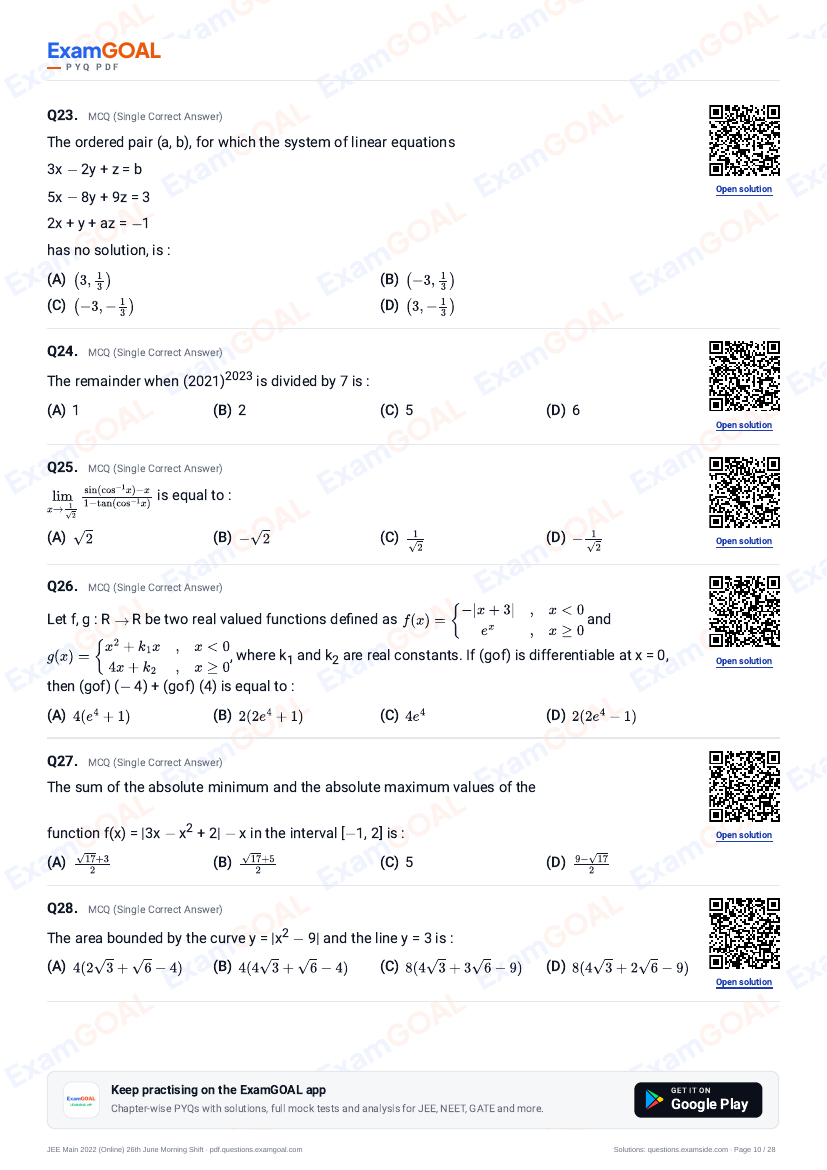 ExamGOAL
PYQ PDF
Q23. MCQ (Single Correct Answer)
The ordered pair (a, b), for which the system of linear equations
3x − 2y + z = b
5x − 8y + 9z = 3
2x + y + az = −1
has no solution, is :
(A) (3, 1/3) (B) (−3, 1/3)
(C) (−3, −1/3) (D) (3, −1/3)
Open solution
Q24. MCQ (Single Correct Answer)
The remainder when (2021)^2023 is divided by 7 is :
(A) 1 (B) 2 (C) 5 (D) 6
Open solution
Q25. MCQ (Single Correct Answer)
lim x→1/√2 (sin(cos⁻¹x)−x)/(1−tan(cos⁻¹x)) is equal to :
(A) √2 (B) −√2 (C) 1/√2 (D) −1/√2
Open solution
Q26. MCQ (Single Correct Answer)
Let f, g : R → R be two real valued functions defined as f(x) = { −|x + 3| , x < 0 ; eˣ , x ≥ 0 and
g(x) = { x² + k₁x , x < 0 ; 4x + k₂ , x ≥ 0 , where k₁ and k₂ are real constants. If (gof) is differentiable at x = 0,
then (gof) (− 4) + (gof) (4) is equal to :
(A) 4(e⁴ + 1) (B) 2(2e⁴ + 1) (C) 4e⁴ (D) 2(2e⁴ − 1)
Open solution
Q27. MCQ (Single Correct Answer)
The sum of the absolute minimum and the absolute maximum values of the
function f(x) = |3x − x² + 2| − x in the interval [−1, 2] is :
(A) (√17+3)/2 (B) (√17+5)/2 (C) 5 (D) (9−√17)/2
Open solution
Q28. MCQ (Single Correct Answer)
The area bounded by the curve y = |x² − 9| and the line y = 3 is :
(A) 4(2√3 + √6 − 4) (B) 4(4√3 + √6 − 4) (C) 8(4√3 + 3√6 − 9) (D) 8(4√3 + 2√6 − 9)
Open solution
ExamGOAL
Keep practising on the ExamGOAL app
Chapter-wise PYQs with solutions, full mock tests and analysis for JEE, NEET, GATE and more.
GET IT ON
Google Play
JEE Main 2022 (Online) 26th June Morning Shift · pdf.questions.examgoal.com
Solutions: questions.examside.com · Page 10 / 28